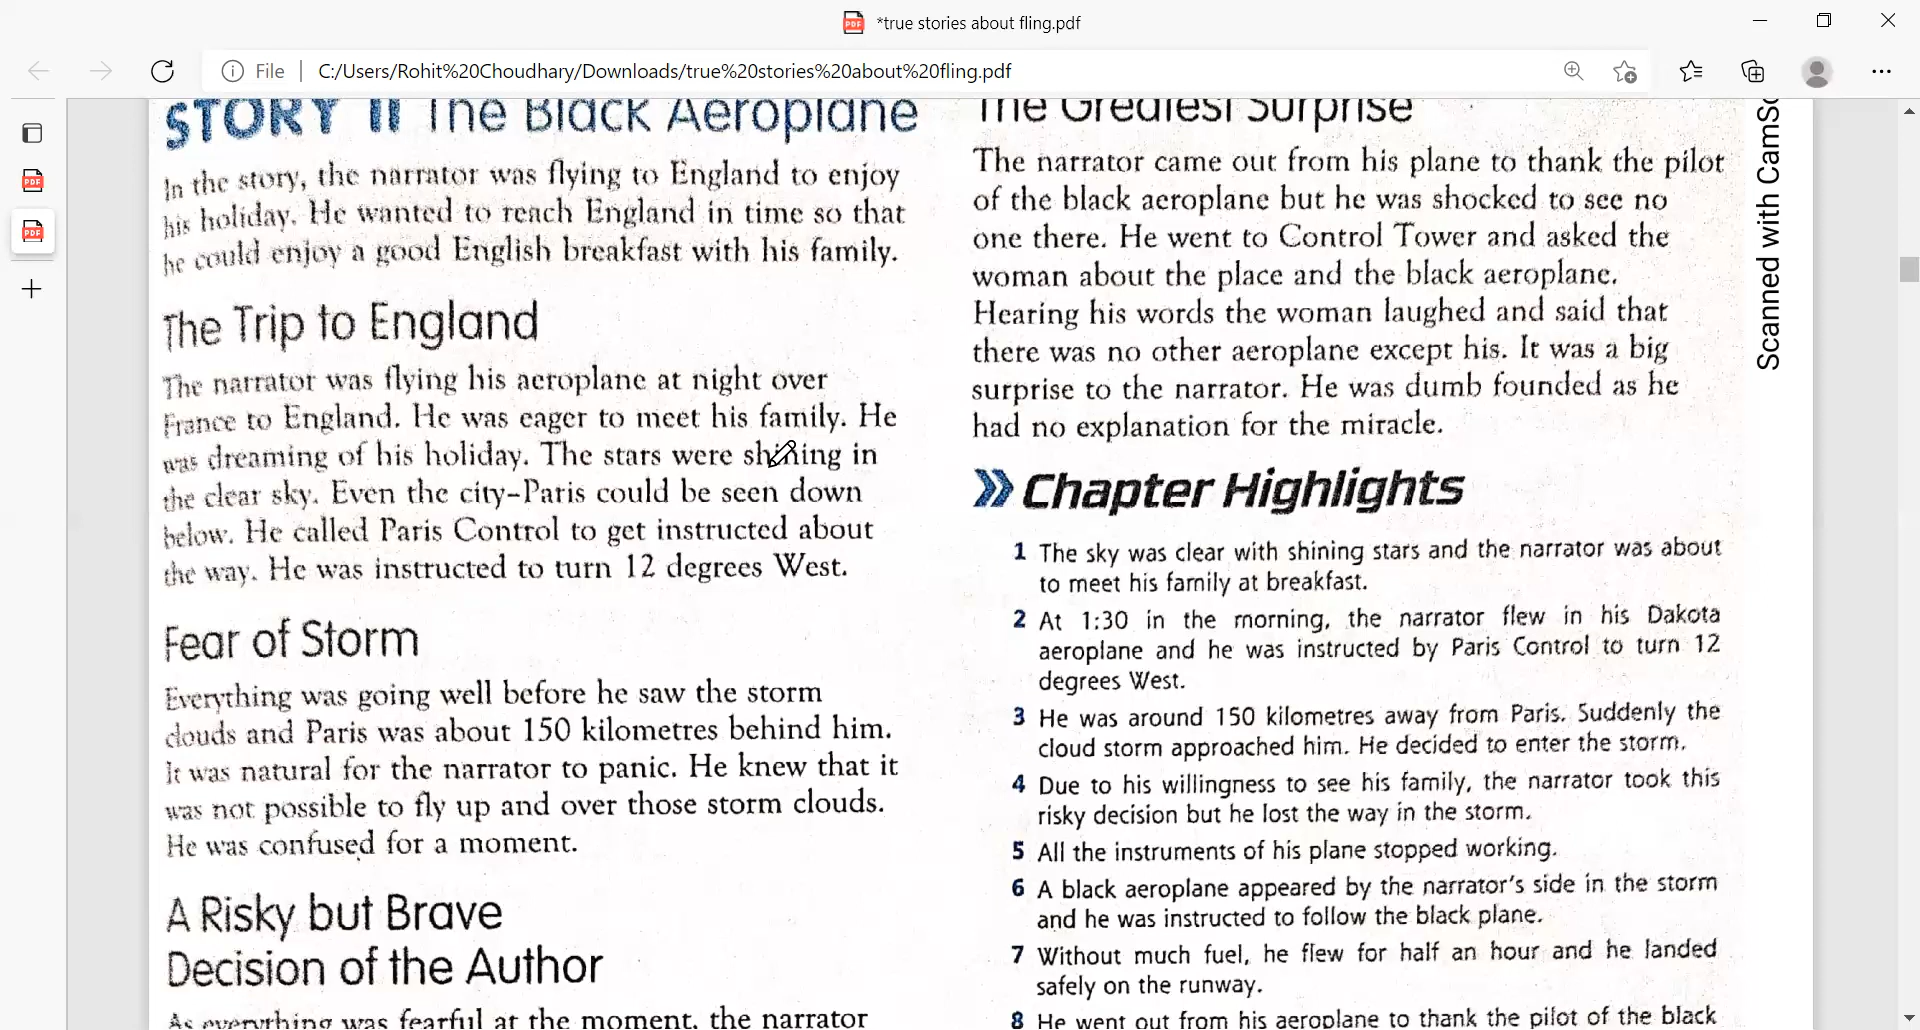 *true stories about fling.pdf
File
C:/Users/Rohit%20Choudhary/Downloads/true%20stories%20about%20fling.pdf
STORY II The Black Aeroplane
In the story, the narrator was flying to England to enjoy
his holiday. He wanted to reach England in time so that
he could enjoy a good English breakfast with his family.
The Trip to England
The narrator was flying his aeroplane at night over
France to England. He was eager to meet his family. He
was dreaming of his holiday. The stars were shining in
the clear sky. Even the city-Paris could be seen down
below. He called Paris Control to get instructed about
the way. He was instructed to turn 12 degrees West.
Fear of Storm
Everything was going well before he saw the storm
clouds and Paris was about 150 kilometres behind him.
It was natural for the narrator to panic. He knew that it
was not possible to fly up and over those storm clouds.
He was confused for a moment.
A Risky but Brave
Decision of the Author
As everything was fearful at the moment, the narrator
The Greatest Surprise
The narrator came out from his plane to thank the pilot
of the black aeroplane but he was shocked to see no
one there. He went to Control Tower and asked the
woman about the place and the black aeroplane.
Hearing his words the woman laughed and said that
there was no other aeroplane except his. It was a big
surprise to the narrator. He was dumb founded as he
had no explanation for the miracle.
» Chapter Highlights
1 The sky was clear with shining stars and the narrator was about
to meet his family at breakfast.
2 At 1:30 in the morning, the narrator flew in his Dakota
aeroplane and he was instructed by Paris Control to turn 12
degrees West.
3 He was around 150 kilometres away from Paris. Suddenly the
cloud storm approached him. He decided to enter the storm.
4 Due to his willingness to see his family, the narrator took this
risky decision but he lost the way in the storm.
5 All the instruments of his plane stopped working.
6 A black aeroplane appeared by the narrator's side in the storm
and he was instructed to follow the black plane.
7 Without much fuel, he flew for half an hour and he landed
safely on the runway.
8 He went out from his aeroplane to thank the pilot of the black
Scanned with CamSc